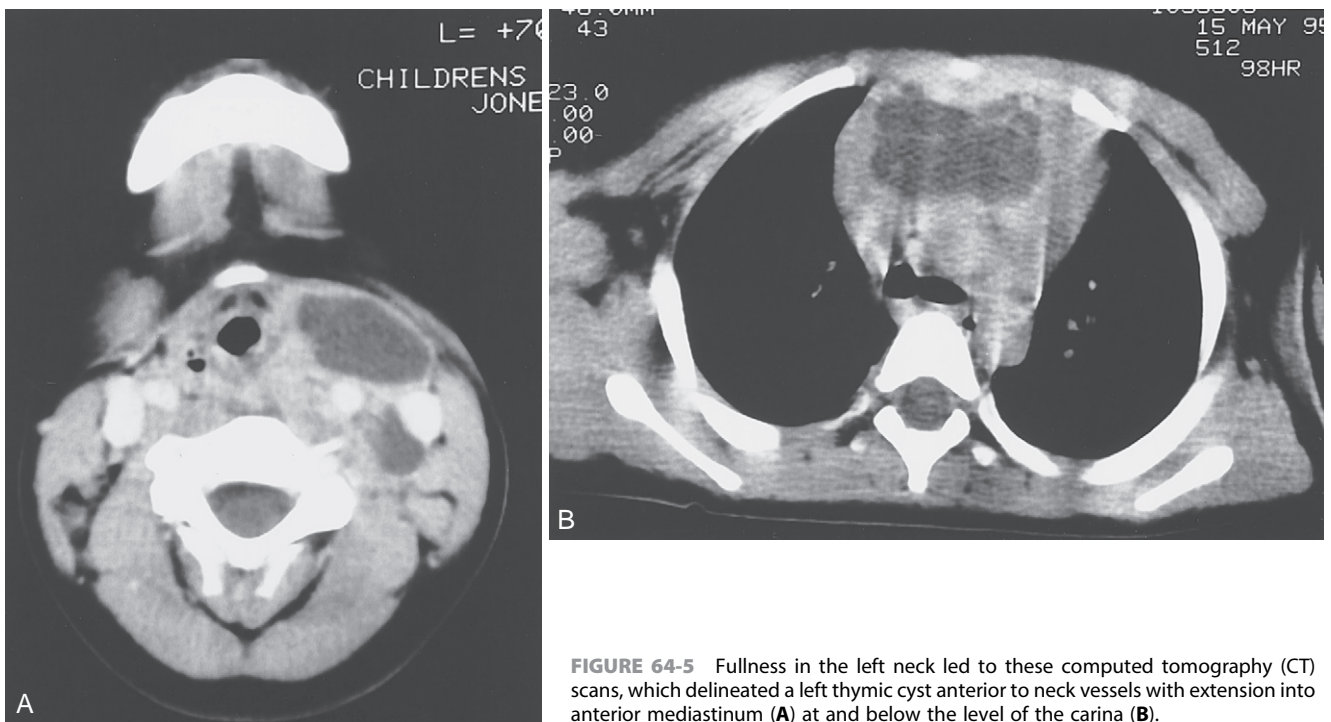 L= +70
CHILDRENS
JONE
A
43
15 MAY 95
512
98HR
23.0
.00
.00-
P
B
FIGURE 64-5 Fullness in the left neck led to these computed tomography (CT)
scans, which delineated a left thymic cyst anterior to neck vessels with extension into
anterior mediastinum (A) at and below the level of the carina (B).